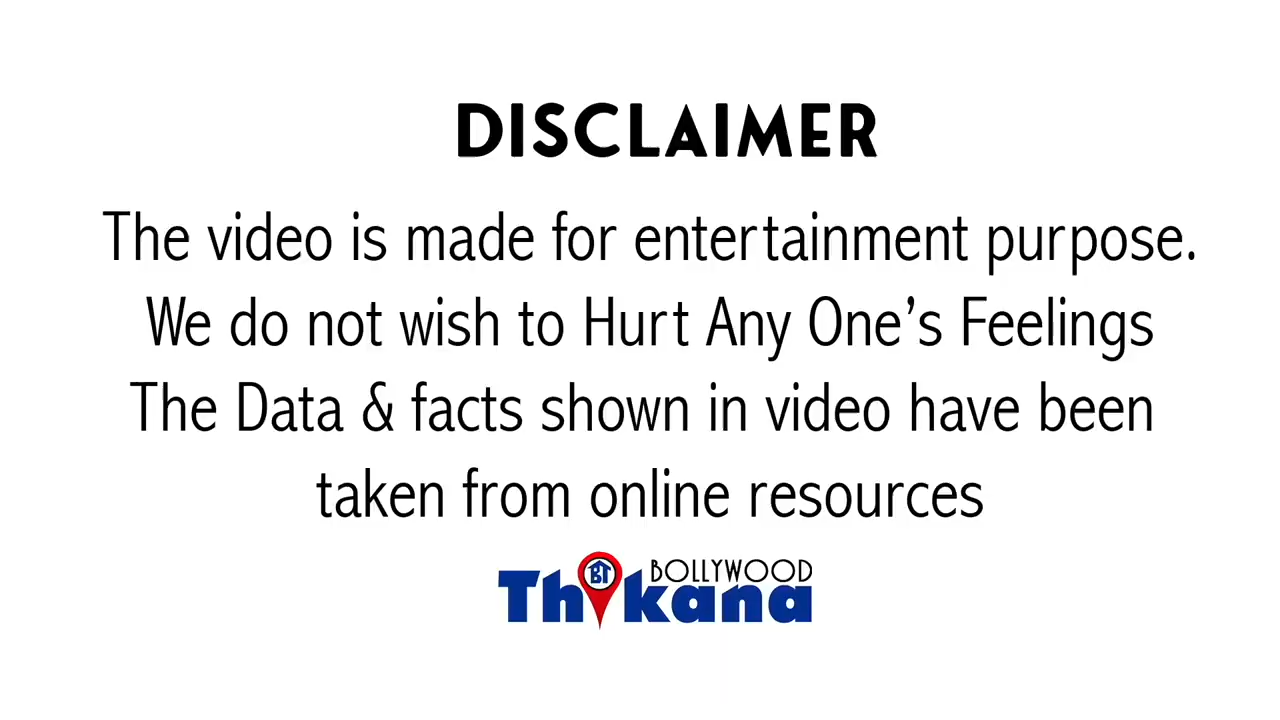 DISCLAIMER
The video is made for entertainment purpose.
We do not wish to Hurt Any One’s Feelings
The Data & facts shown in video have been
taken from online resources
BT BOLLYWOOD
Thikana